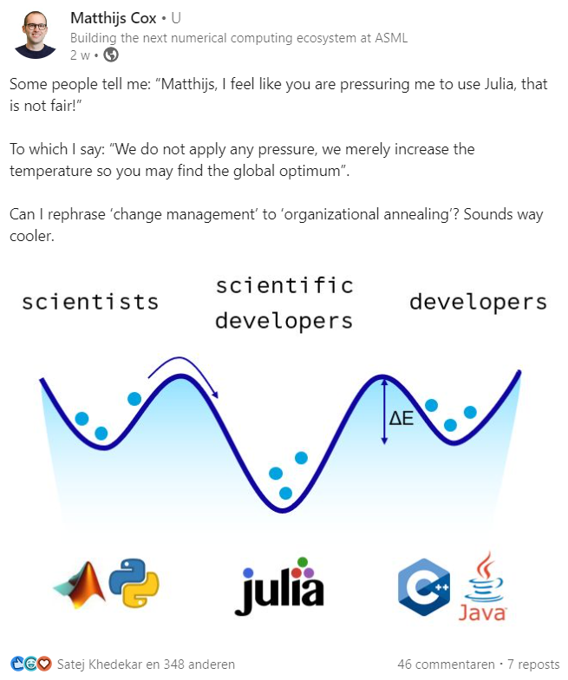 Matthijs Cox • U
Building the next numerical computing ecosystem at ASML
2 w •
Some people tell me: “Matthijs, I feel like you are pressuring me to use Julia, that
is not fair!”
To which I say: “We do not apply any pressure, we merely increase the
temperature so you may find the global optimum”.
Can I rephrase ‘change management’ to ‘organizational annealing’? Sounds way
cooler.
scientists
scientific
developers
developers
ΔE
julia
C++
Java
Satej Khedekar en 348 anderen
46 commentaren • 7 reposts